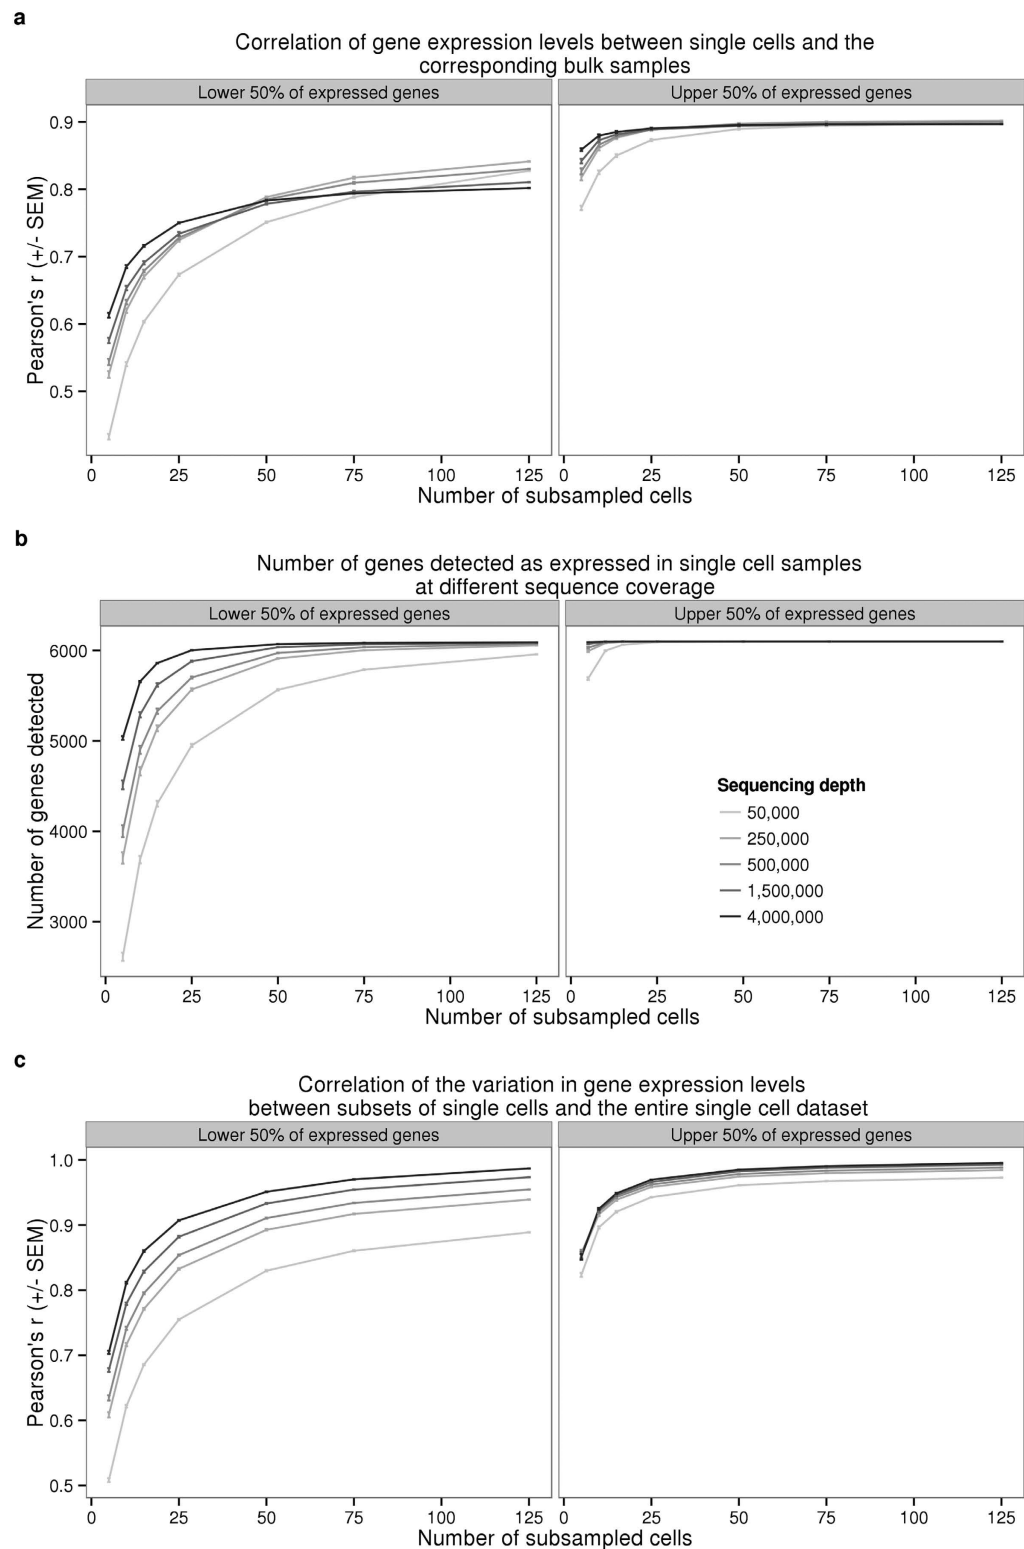 a
Correlation of gene expression levels between single cells and the
corresponding bulk samples
Lower 50% of expressed genes
Upper 50% of expressed genes
Pearson's r (+/- SEM)
0.9
0.8
0.7
0.6
0.5
0 25 50 75 100 125
0 25 50 75 100 125
Number of subsampled cells
b
Number of genes detected as expressed in single cell samples
at different sequence coverage
Lower 50% of expressed genes
Upper 50% of expressed genes
Number of genes detected
6000
5000
4000
3000
Sequencing depth
50,000
250,000
500,000
1,500,000
4,000,000
0 25 50 75 100 125
0 25 50 75 100 125
Number of subsampled cells
c
Correlation of the variation in gene expression levels
between subsets of single cells and the entire single cell dataset
Lower 50% of expressed genes
Upper 50% of expressed genes
Pearson's r (+/- SEM)
1.0
0.9
0.8
0.7
0.6
0.5
0 25 50 75 100 125
0 25 50 75 100 125
Number of subsampled cells